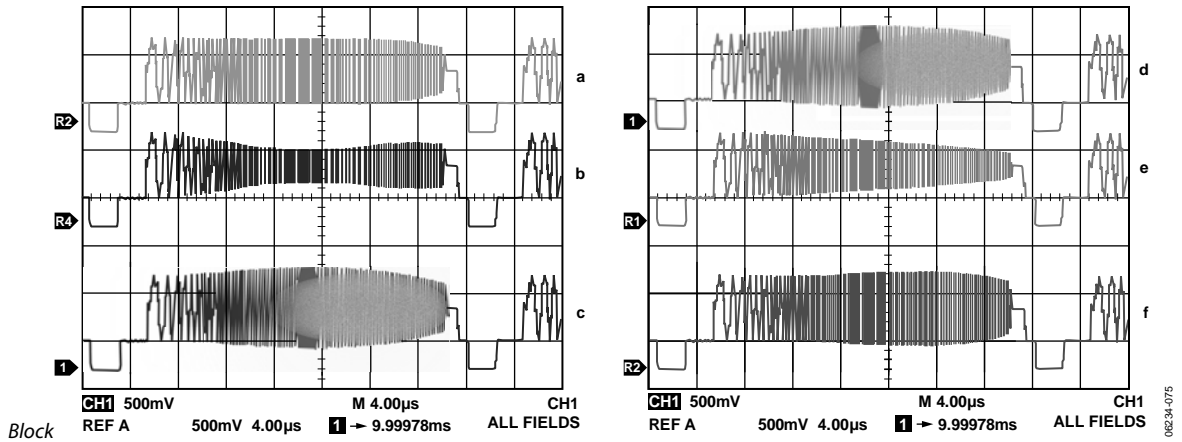 R2
a
R4
b
1
c
CH1 500mV M 4.00µs CH1
REF A 500mV 4.00µs 1 → 9.99978ms ALL FIELDS
1
d
R1
e
R2
f
CH1 500mV M 4.00µs CH1
REF A 500mV 4.00µs 1 → 9.99978ms ALL FIELDS
06234-075
Block